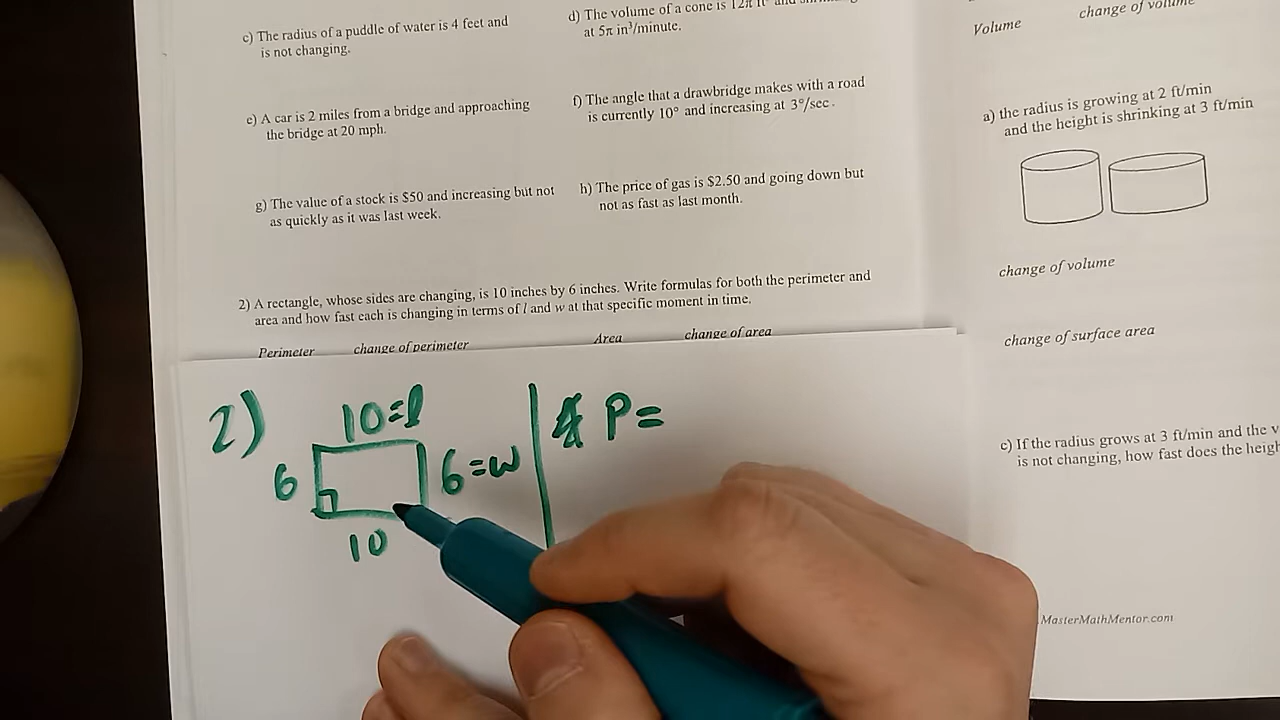 c) The radius of a puddle of water is 4 feet and
is not changing.
d) The volume of a cone is 12π
at 5π in³/minute.
e) A car is 2 miles from a bridge and approaching
the bridge at 20 mph.
f) The angle that a drawbridge makes with a road
is currently 10° and increasing at 3°/sec.
g) The value of a stock is $50 and increasing but not
as quickly as it was last week.
h) The price of gas is $2.50 and going down but
not as fast as last month.
2) A rectangle, whose sides are changing, is 10 inches by 6 inches. Write formulas for both the perimeter and
area and how fast each is changing in terms of l and w at that specific moment in time.
Perimeter change of perimeter Area change of area
2)
10=l
6
6=w
10
P=
Volume change of volume
a) the radius is growing at 2 ft/min
and the height is shrinking at 3 ft/min
change of volume
change of surface area
c) If the radius grows at 3 ft/min and the v
is not changing, how fast does the heigh
MasterMathMentor.com